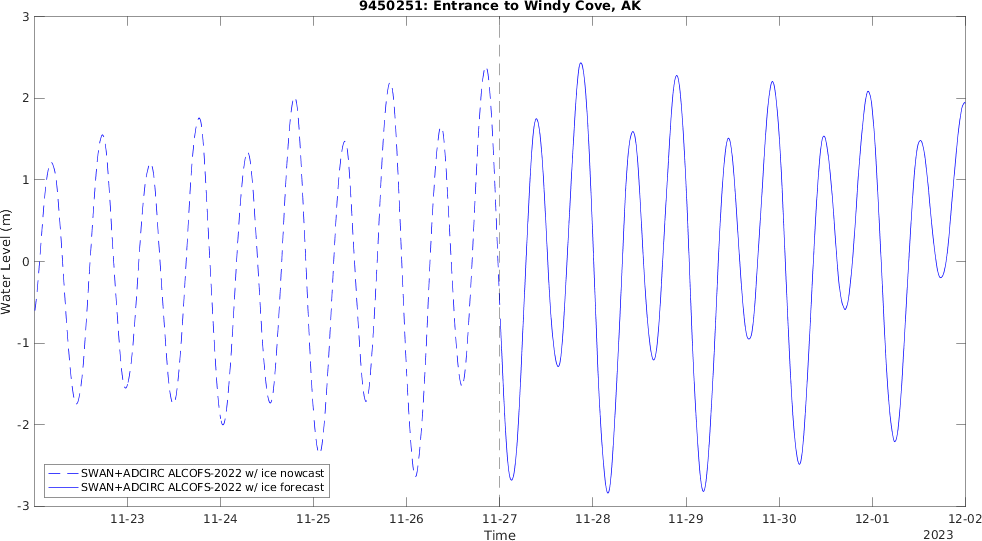 9450251: Entrance to Windy Cove, AK
3
2
1
0
-1
-2
-3
Water Level (m)
SWAN+ADCIRC ALCOFS-2022 w/ ice nowcast
SWAN+ADCIRC ALCOFS-2022 w/ ice forecast
11-23 11-24 11-25 11-26 11-27 11-28 11-29 11-30 12-01 12-02
Time
2023